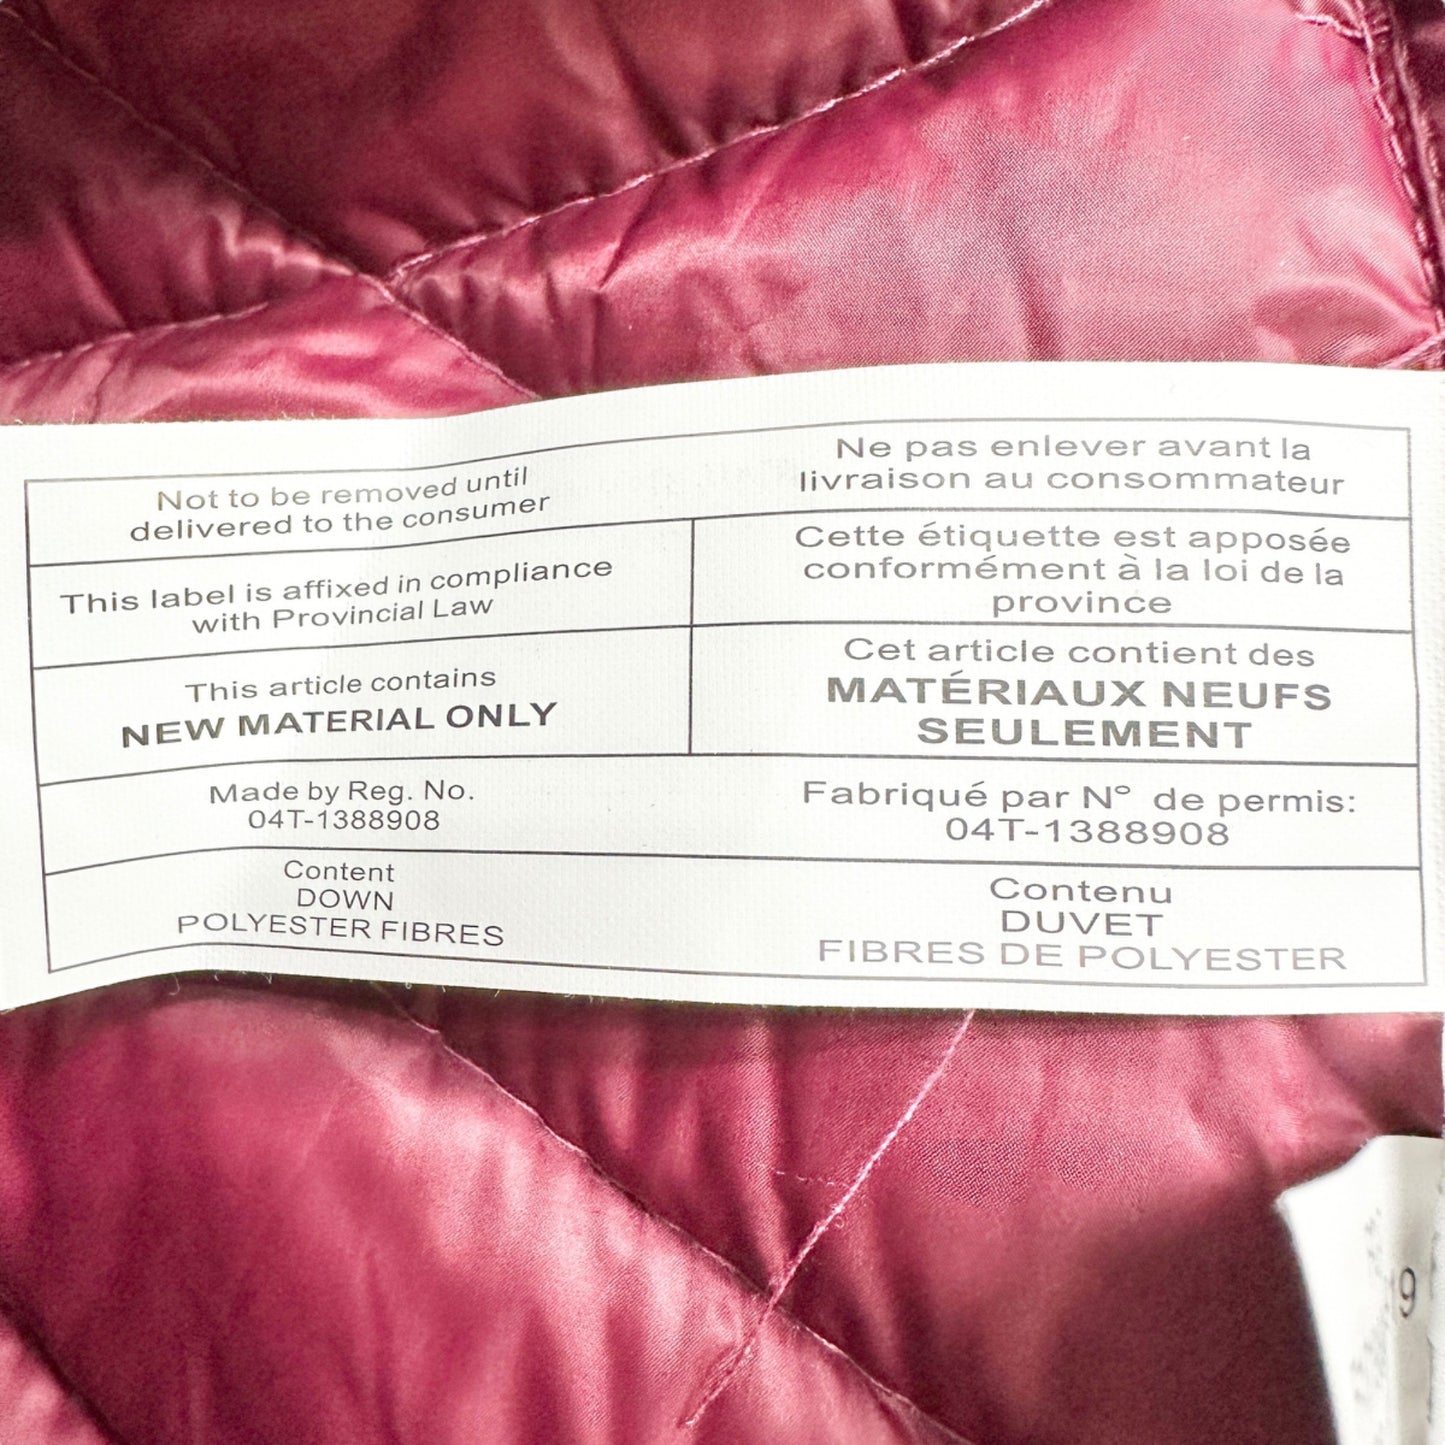 Not to be removed until
delivered to the consumer
Ne pas enlever avant la
livraison au consommateur
This label is affixed in compliance
with Provincial Law
Cette étiquette est apposée
conformément à la loi de la
province
This article contains
NEW MATERIAL ONLY
Cet article contient des
MATÉRIAUX NEUFS
SEULEMENT
Made by Reg. No.
04T-1388908
Fabriqué par N° de permis:
04T-1388908
Content
DOWN
POLYESTER FIBRES
Contenu
DUVET
FIBRES DE POLYESTER
9